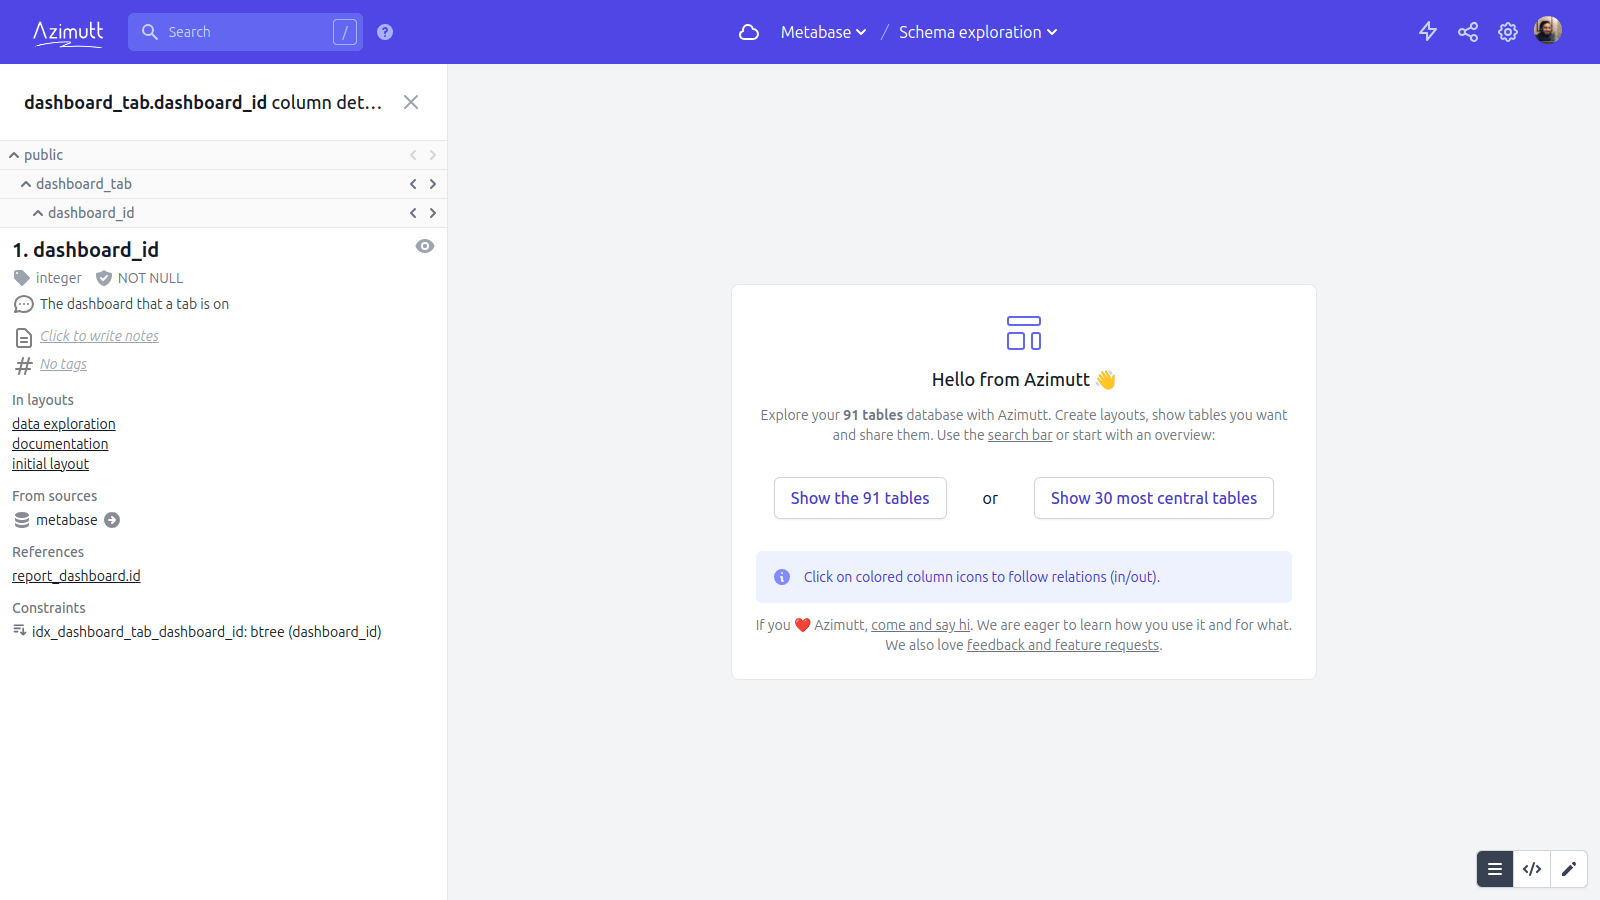 Azimutt
Search
/
?
Metabase
/
Schema exploration
dashboard_tab.dashboard_id column det...
public
dashboard_tab
dashboard_id
1. dashboard_id
integer
NOT NULL
The dashboard that a tab is on
Click to write notes
No tags
In layouts
data exploration
documentation
initial layout
From sources
metabase
References
report_dashboard.id
Constraints
idx_dashboard_tab_dashboard_id: btree (dashboard_id)
Hello from Azimutt 👋
Explore your 91 tables database with Azimutt. Create layouts, show tables you want
and share them. Use the search bar or start with an overview:
Show the 91 tables
or
Show 30 most central tables
Click on colored column icons to follow relations (in/out).
If you ❤️ Azimutt, come and say hi. We are eager to learn how you use it and for what.
We also love feedback and feature requests.